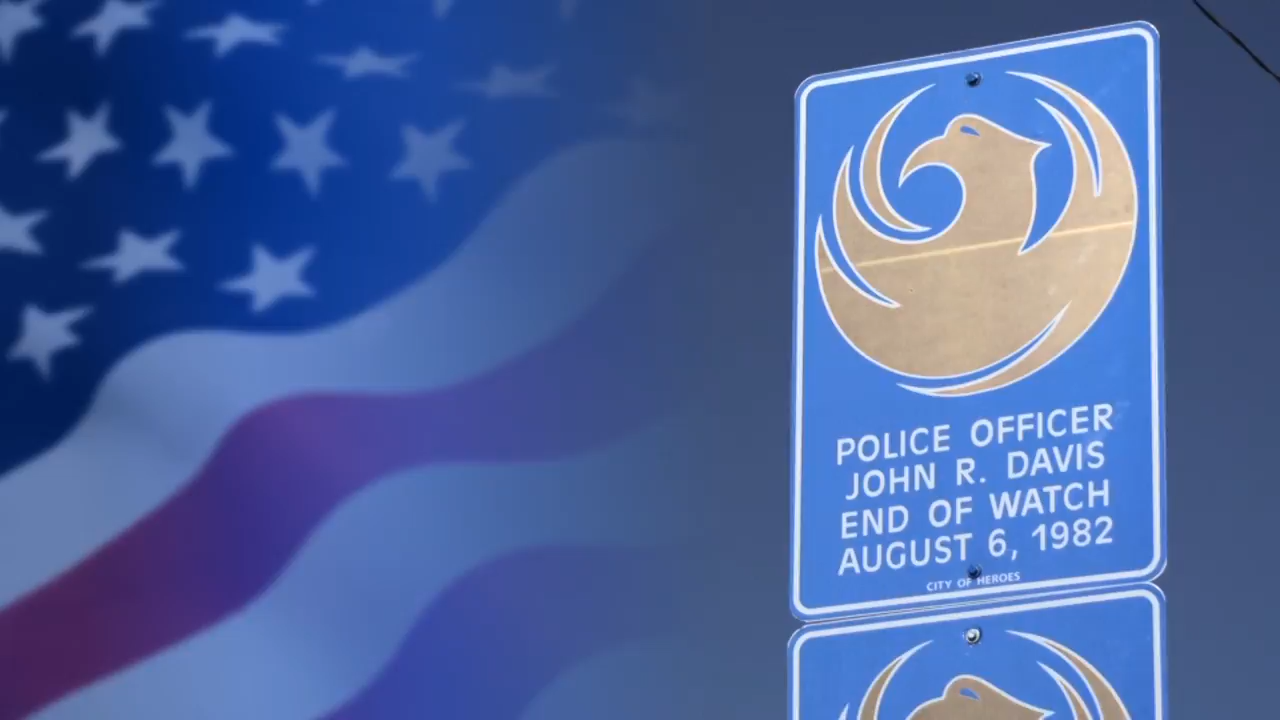 POLICE OFFICER
JOHN R. DAVIS
END OF WATCH
AUGUST 6, 1982
CITY OF HEROES